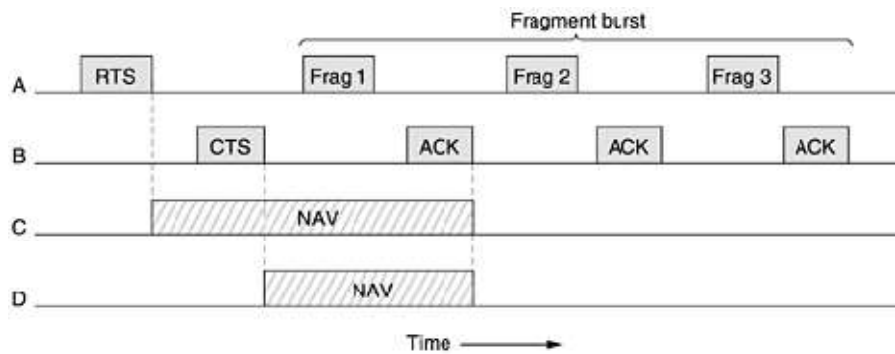 Fragment burst
A RTS Frag 1 Frag 2 Frag 3
B CTS ACK ACK ACK
C NAV
D NAV
Time